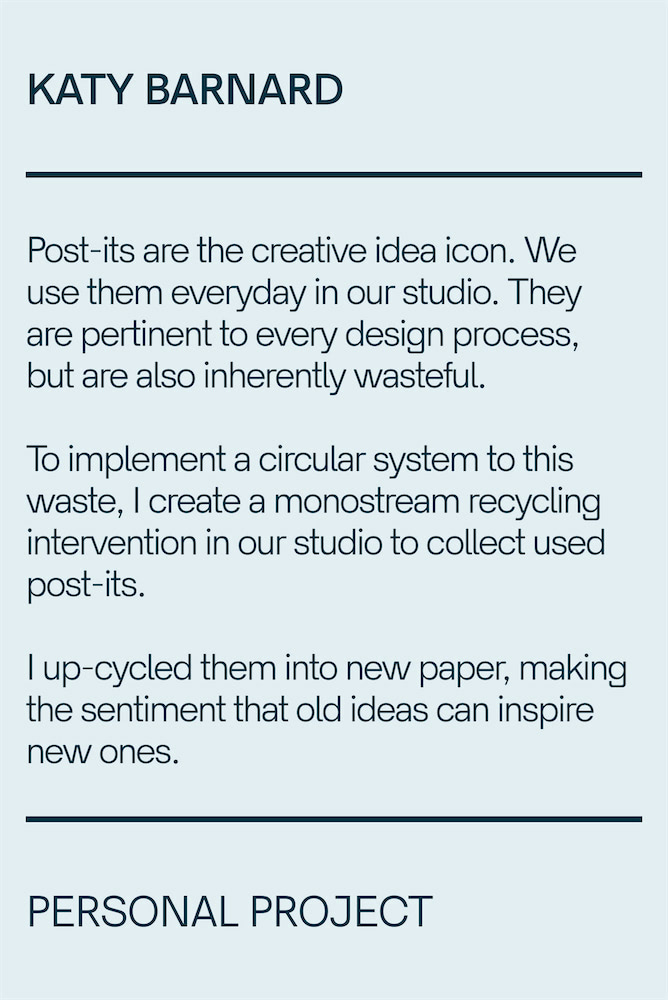 KATY BARNARD
Post-its are the creative idea icon. We
use them everyday in our studio. They
are pertinent to every design process,
but are also inherently wasteful.
To implement a circular system to this
waste, I create a monostream recycling
intervention in our studio to collect used
post-its.
I up-cycled them into new paper, making
the sentiment that old ideas can inspire
new ones.
PERSONAL PROJECT